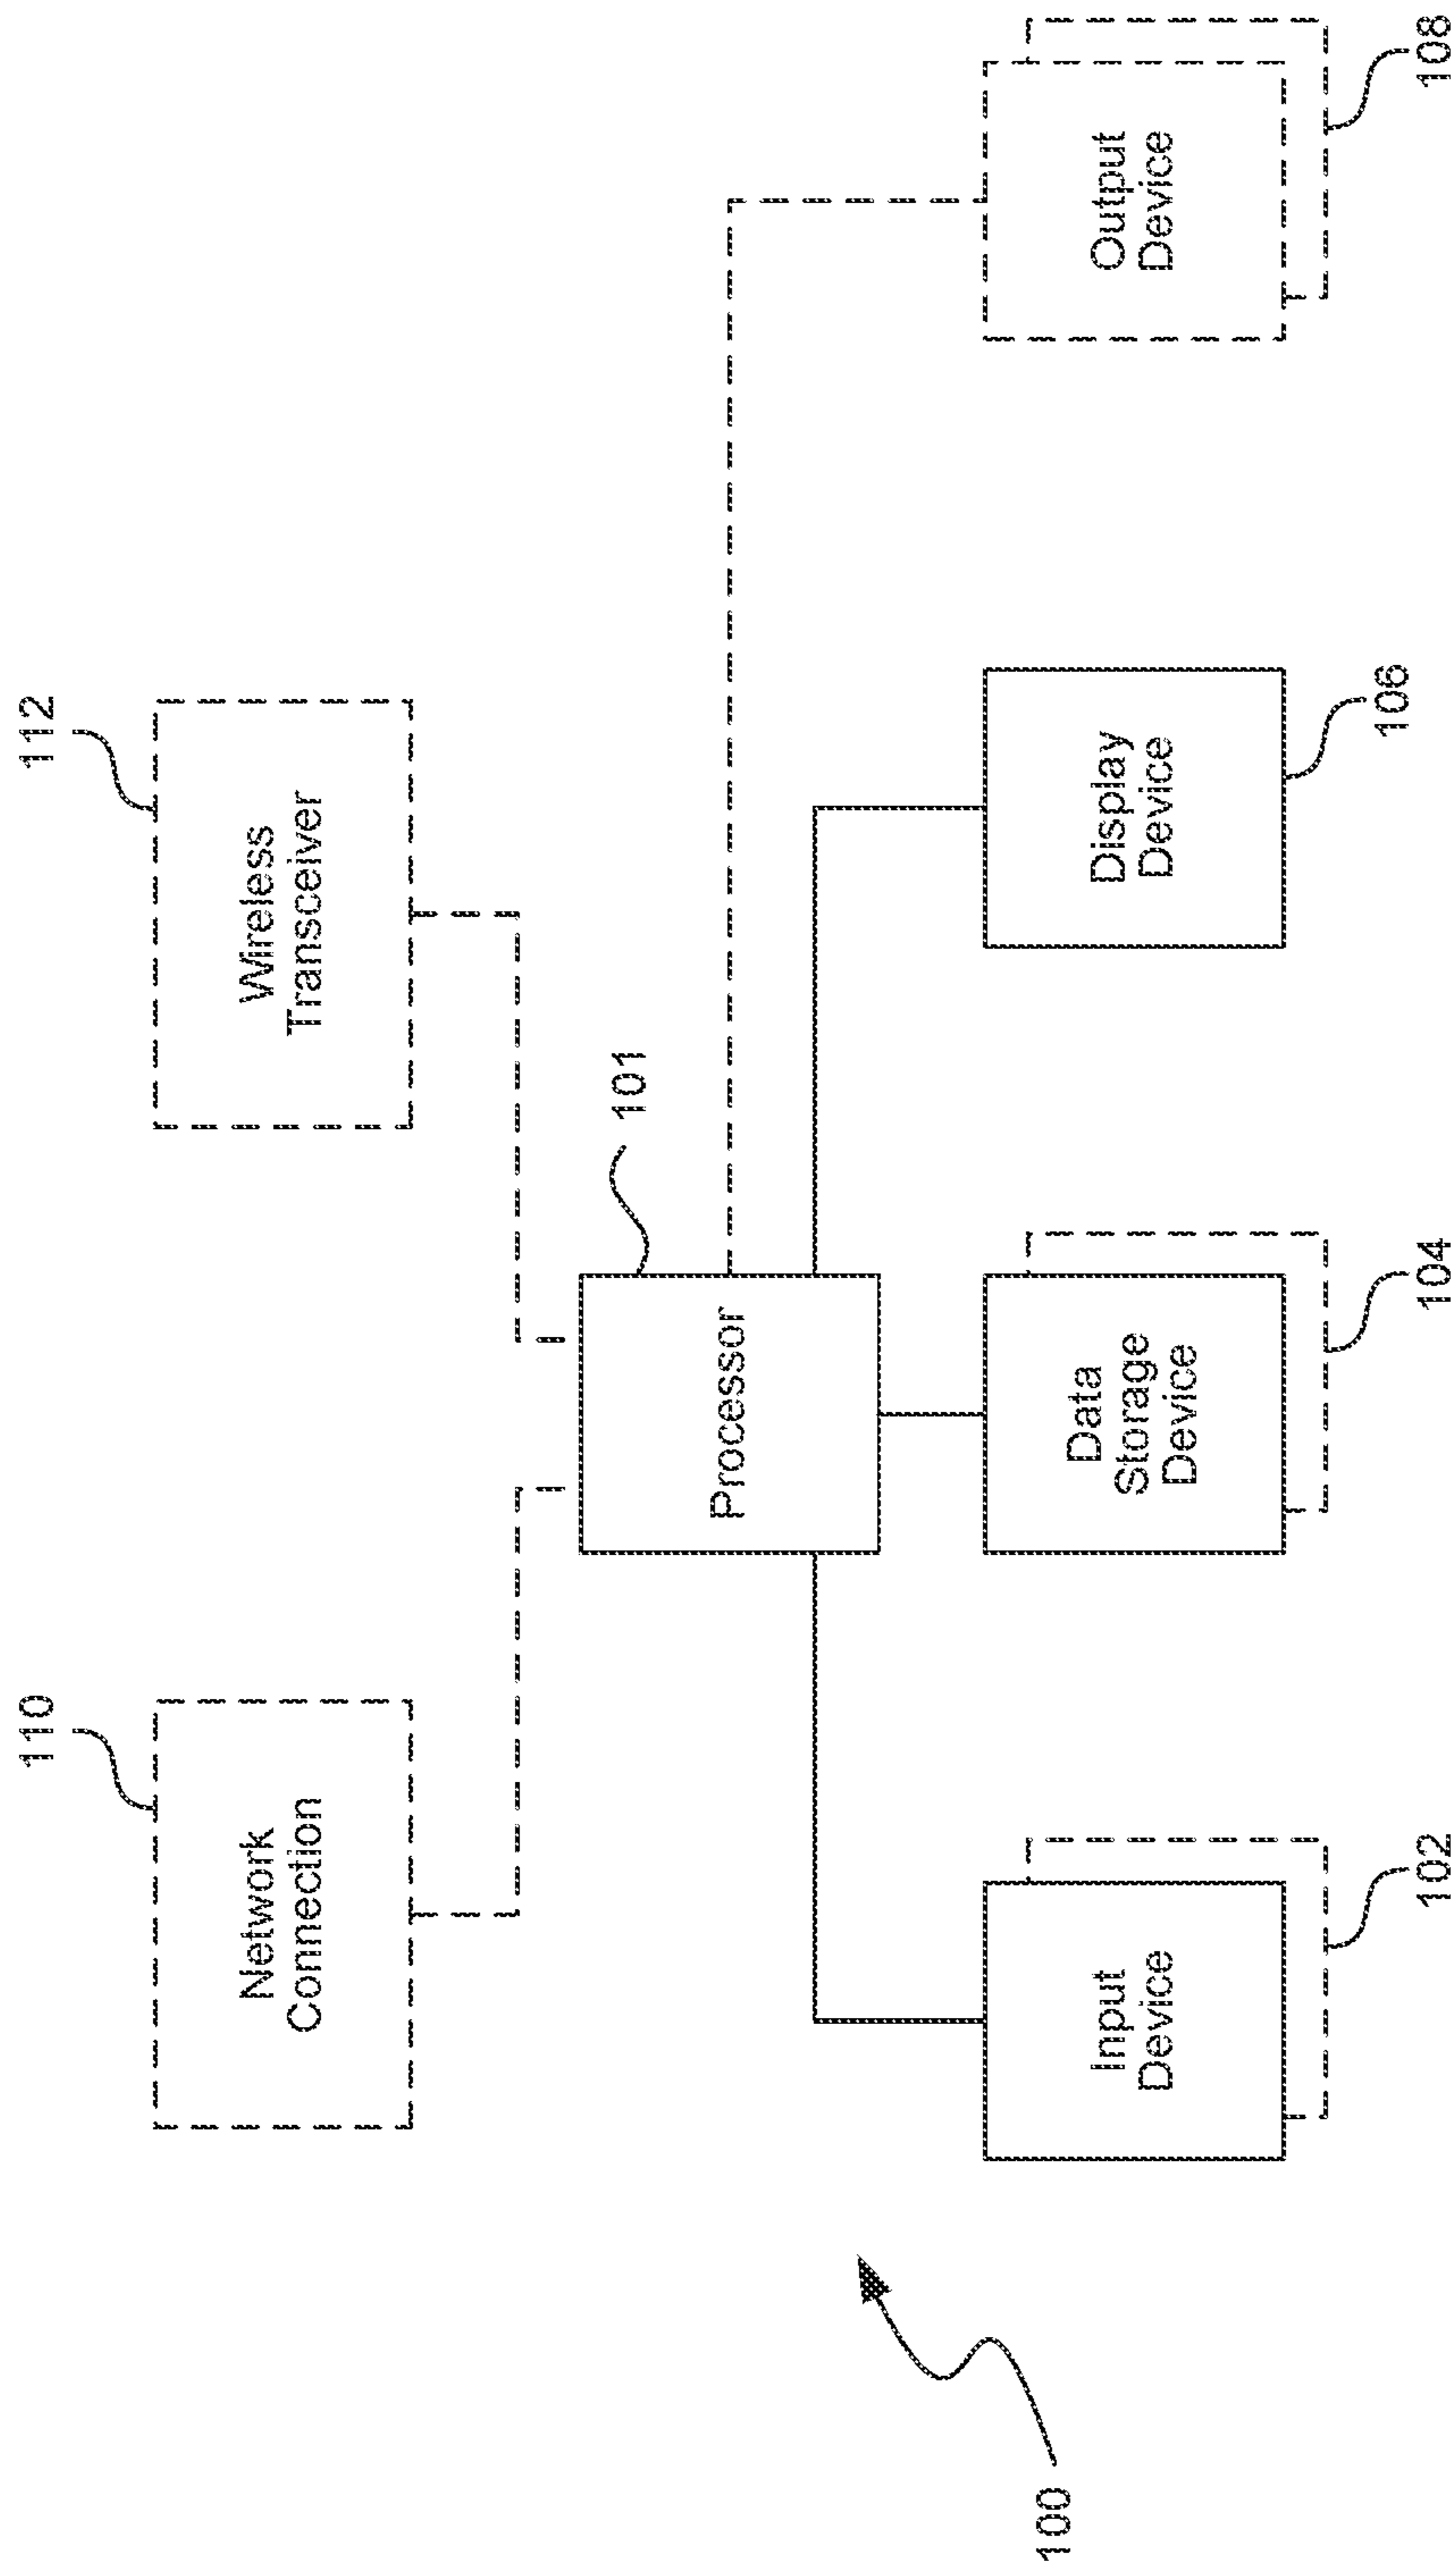 110
112
Network
Connection
Wireless
Transceiver
101
Processor
Input
Device
Data
Storage
Device
Display
Device
Output
Device
100
102
104
106
108